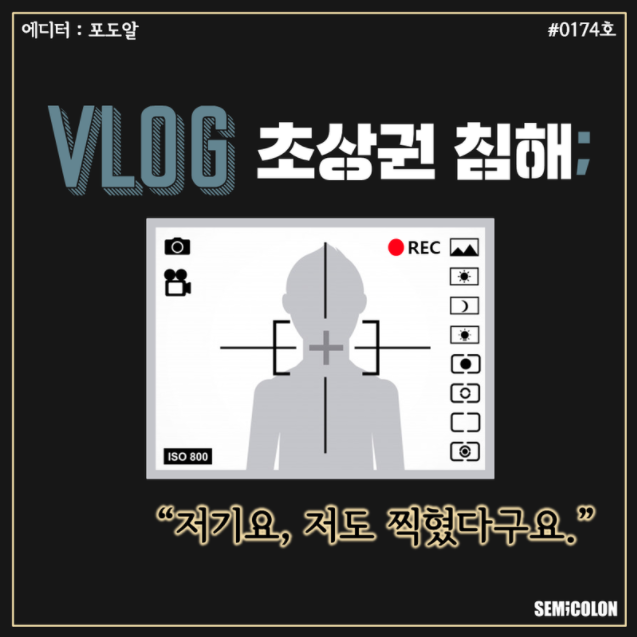 에디터 : 포도알
#0174호
VLOG 초상권 침해;
REC
ISO 800
“저기요, 저도 찍혔다구요.”
SEMICOLON